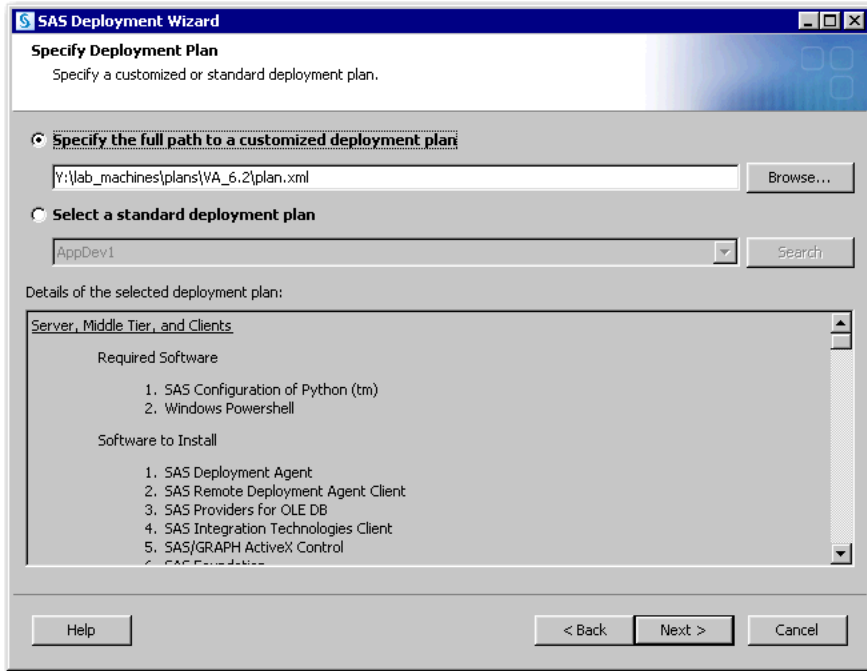 SAS Deployment Wizard
Specify Deployment Plan
Specify a customized or standard deployment plan.
Specify the full path to a customized deployment plan
Y:\lab_machines\plans\VA_6.2\plan.xml
Browse...
Select a standard deployment plan
AppDev1
Search
Details of the selected deployment plan:
Server, Middle Tier, and Clients
Required Software
1. SAS Configuration of Python (tm)
2. Windows Powershell
Software to Install
1. SAS Deployment Agent
2. SAS Remote Deployment Agent Client
3. SAS Providers for OLE DB
4. SAS Integration Technologies Client
5. SAS/GRAPH ActiveX Control
6. SAS Foundation
Help
< Back
Next >
Cancel